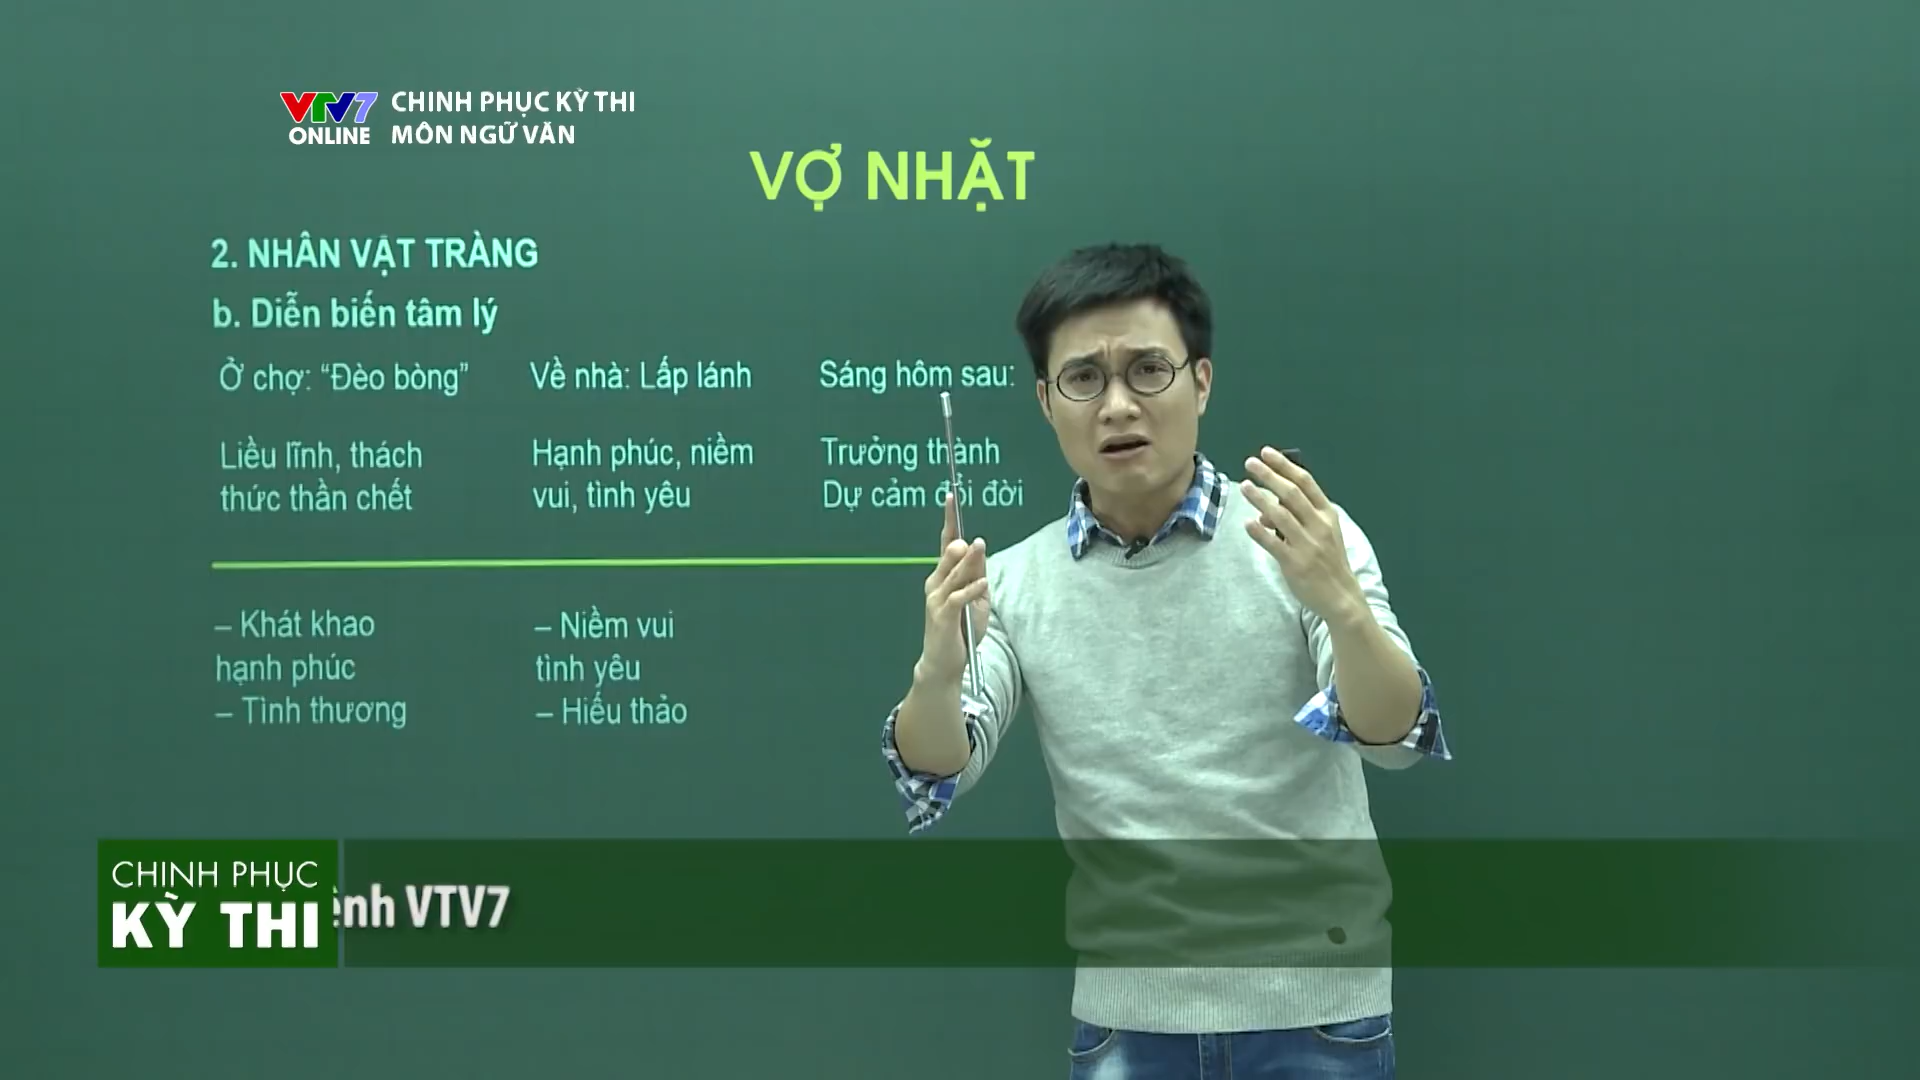 VTV7
ONLINE
CHINH PHỤC KỲ THI
MÔN NGỮ VĂN
VỢ NHẶT
2. NHÂN VẬT TRÀNG
b. Diễn biến tâm lý
Ở chợ: “Đèo bòng”
Liều lĩnh, thách
thức thần chết
Về nhà: Lấp lánh
Hạnh phúc, niềm
vui, tình yêu
Sáng hôm sau:
Trưởng thành
Dự cảm đổi đời
– Khát khao
hạnh phúc
– Tình thương
– Niềm vui
tình yêu
– Hiếu thảo
CHINH PHỤC
KỲ THI
ênh VTV7